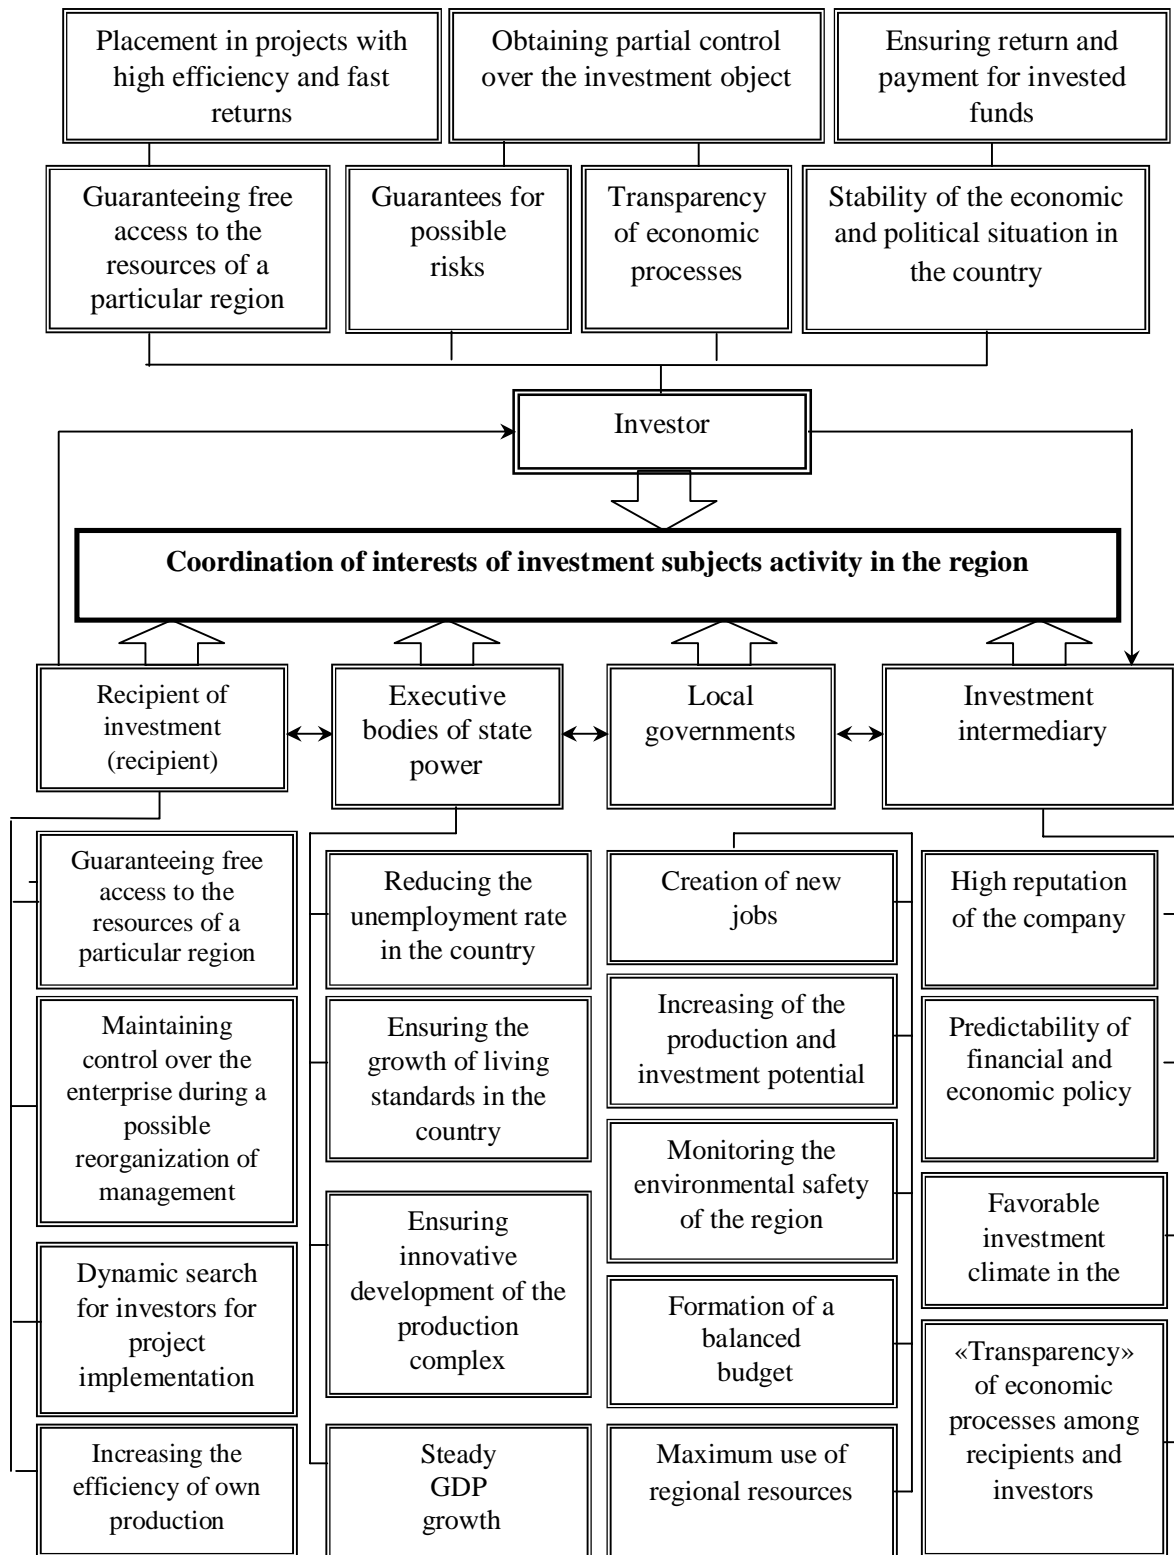 Placement in projects with
high efficiency and fast
returns
Obtaining partial control
over the investment object
Ensuring return and
payment for invested
funds
Guaranteeing free
access to the
resources of a
particular region
Guarantees for
possible
risks
Transparency
of economic
processes
Stability of the economic
and political situation in
the country
Investor
Coordination of interests of investment subjects activity in the region
Recipient of
investment
(recipient)
Executive
bodies of state
power
Local
governments
Investment
intermediary
Guaranteeing free
access to the
resources of a
particular region
Maintaining
control over the
enterprise during a
possible
reorganization of
management
Dynamic search
for investors for
project
implementation
Increasing the
efficiency of own
production
Reducing the
unemployment rate
in the country
Ensuring the
growth of living
standards in the
country
Ensuring
innovative
development of the
production
complex
Steady
GDP
growth
Creation of new
jobs
Increasing of the
production and
investment potential
Monitoring the
environmental safety
of the region
Formation of a
balanced
budget
Maximum use of
regional resources
High reputation
of the company
Predictability of
financial and
economic policy
Favorable
investment
climate in the
«Transparency»
of economic
processes among
recipients and
investors